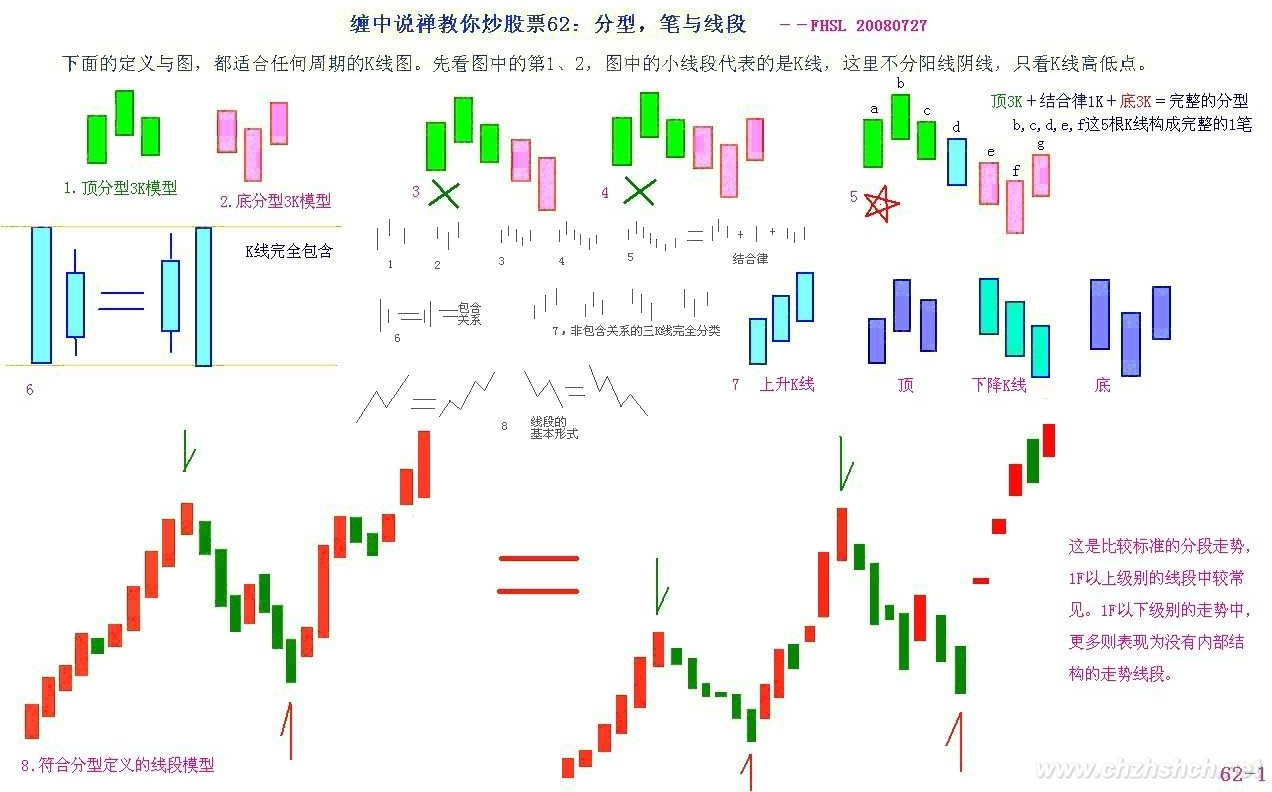 缠中说禅教你炒股票62：分型，笔与线段 －－FHSL 20080727
下面的定义与图，都适合任何周期的K线图。先看图中的第1、2，图中的小线段代表的是K线，这里不分阳线阴线，只看K线高低点。
顶3K＋结合律1K＋底3K＝完整的分型
b,c,d,e,f这5根K线构成完整的1笔
a
b
c
d
e
f
g
1.顶分型3K模型
2.底分型3K模型
3
4
5
K线完全包含
6
1
2
3
4
5
＋
＋
结合律
6
包含
关系
7，非包含关系的三K线完全分类
8
线段的
基本形式
7 上升K线
顶
下降K线
底
这是比较标准的分段走势，
1F以上级别的线段中较常
见。1F以下级别的走势中，
更多则表现为没有内部结
构的走势线段。
8.符合分型定义的线段模型
www.chzhshch.net
62-1